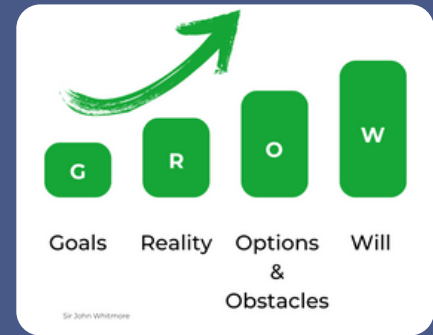 G
R
O
W
Goals Reality Options Will
&
Obstacles
Sir John Whitmore